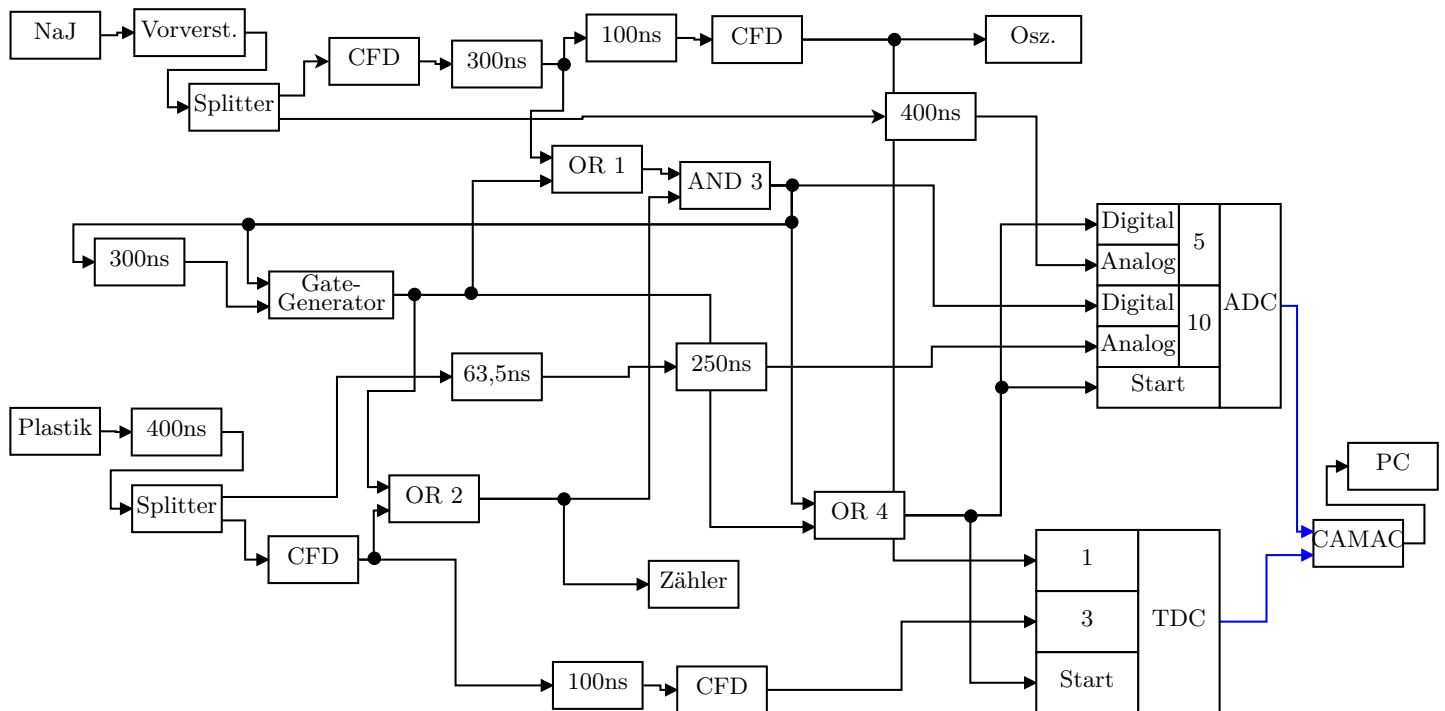 NaJ
Vorverst.
CFD
300ns
100ns
CFD
Osz.
Splitter
400ns
OR 1
AND 3
300ns
Gate-
Generator
Digital
5
Analog
Digital
10
ADC
Analog
Start
63,5ns
250ns
Plastik
400ns
Splitter
OR 2
OR 4
PC
CAMAC
CFD
Zähler
1
3
TDC
Start
100ns
CFD